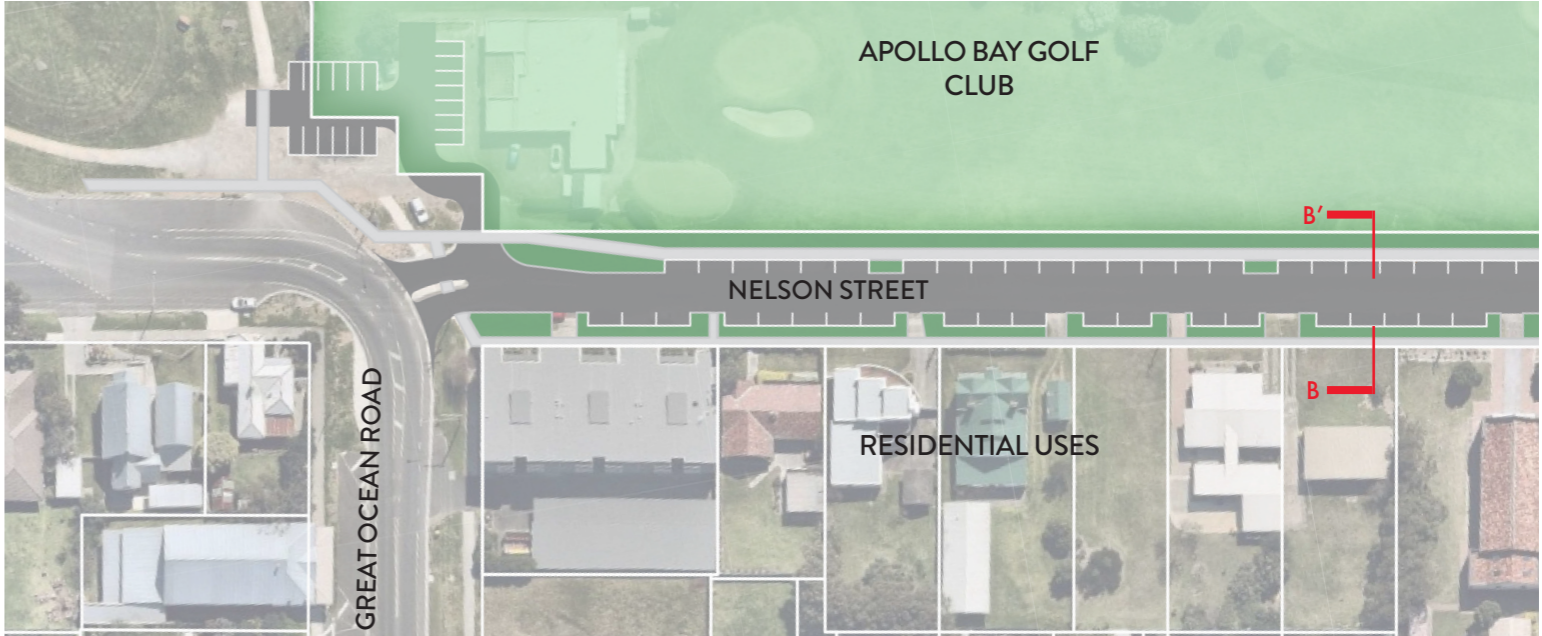 APOLLO BAY GOLF
CLUB
B’
NELSON STREET
B
GREAT OCEAN ROAD
RESIDENTIAL USES